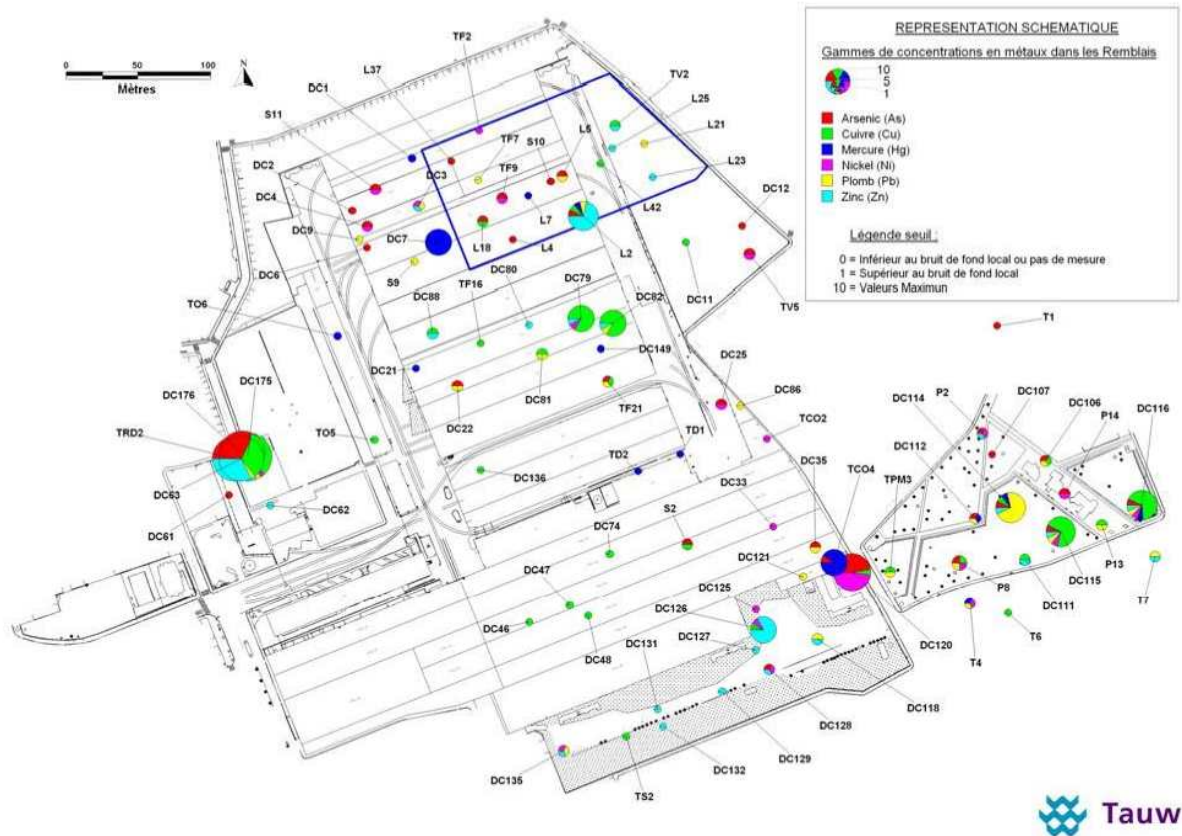 REPRESENTATION SCHEMATIQUE
Gammes de concentrations en métaux dans les Remblais
10
5
1
Arsenic (As)
Cuivre (Cu)
Mercure (Hg)
Nickel (Ni)
Plomb (Pb)
Zinc (Zn)
Légende seuil :
0 = Inférieur au bruit de fond local ou pas de mesure
1 = Supérieur au bruit de fond local
10 = Valeurs Maximun
0 50 100
Mètres
N
TF2
L37
DC1
S11
TV2
L25
L21
L5
S10
TF7
TF9
L23
DC2
DC3
DC4
DC12
DC9
DC7
L7
L42
L18
L4
L2
DC6
S9
DC80
DC79
DC11
TV5
TO6
DC88
TF16
DC82
T1
DC149
DC25
DC21
DC175
DC176
DC86
P2
DC107
DC114
DC106
P14
DC116
TRD2
TO5
DC22
DC81
TF21
TCO2
DC112
TD1
TD2
DC35
TCO4
TPM3
DC63
DC62
DC136
DC33
DC61
DC74
S2
DC121
P13
P8
DC115
DC47
DC125
DC111
T7
DC126
DC46
DC127
DC120
T6
DC48
DC131
T4
DC118
DC128
DC129
DC135
DC132
TS2
Tauw